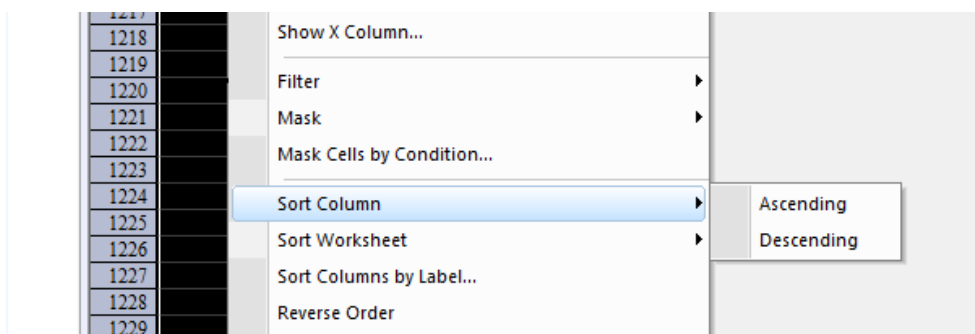 1217
1218
1219
1220
1221
1222
1223
1224
1225
1226
1227
1228
1229
Show X Column...
Filter
Mask
Mask Cells by Condition...
Sort Column
Sort Worksheet
Sort Columns by Label...
Reverse Order
Ascending
Descending